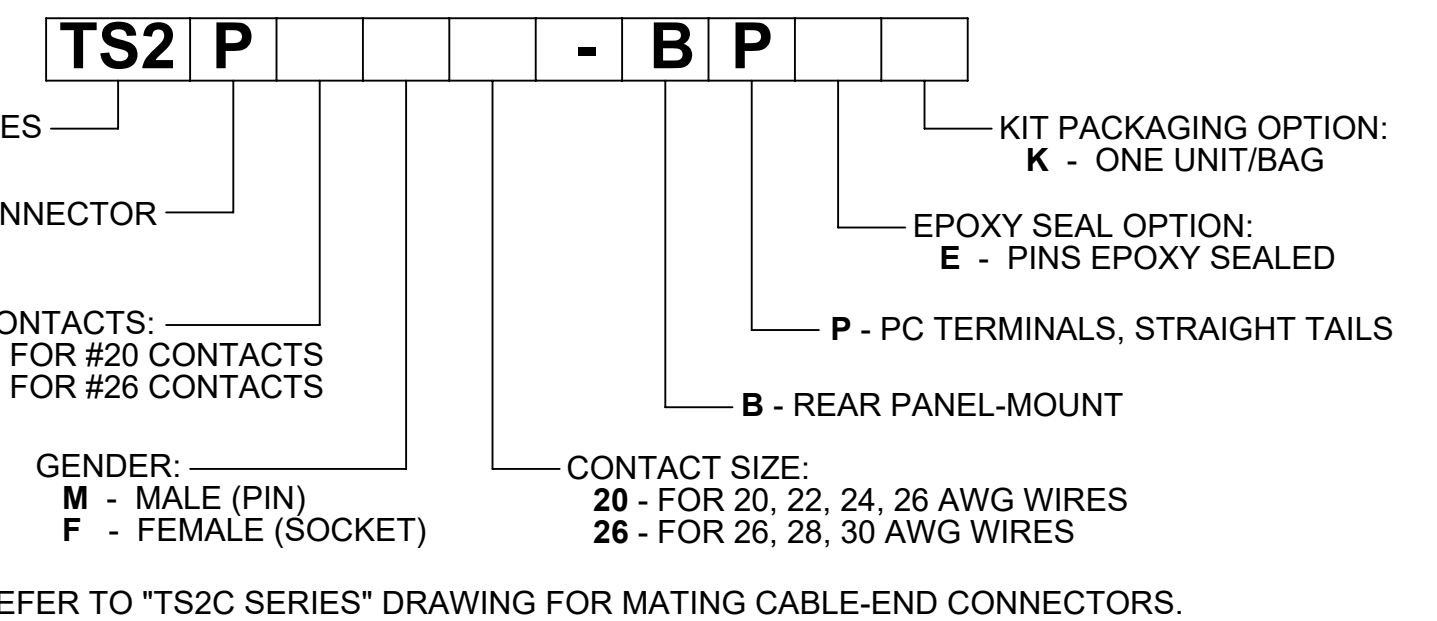 TS2 P - B P
ES
KIT PACKAGING OPTION:
K - ONE UNIT/BAG
NNECTOR
EPOXY SEAL OPTION:
E - PINS EPOXY SEALED
ONTACTS:
FOR #20 CONTACTS
FOR #26 CONTACTS
P - PC TERMINALS, STRAIGHT TAILS
B - REAR PANEL-MOUNT
GENDER:
M - MALE (PIN)
F - FEMALE (SOCKET)
CONTACT SIZE:
20 - FOR 20, 22, 24, 26 AWG WIRES
26 - FOR 26, 28, 30 AWG WIRES
EFER TO "TS2C SERIES" DRAWING FOR MATING CABLE-END CONNECTORS.